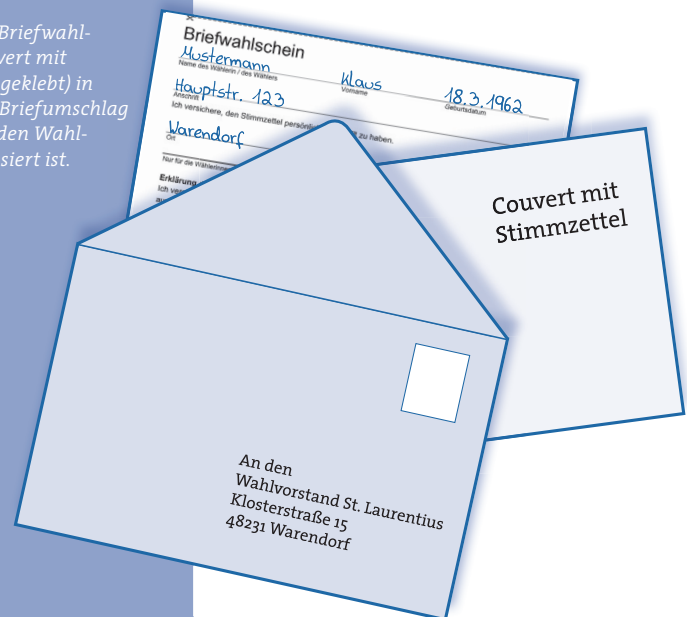 Briefwahl-
vert mit
geklebt) in
Briefumschlag
den Wahl-
siert ist.
Briefwahlschein
Mustermann Klaus 18.3.1962
Name des Wählerin / des Wählers Vorname Geburtsdatum
Hauptstr. 123
Anschrift
Ich versichere, den Stimmzettel persönlic zu haben.
Warendorf
Ort
Nur für die Wählerinne
Erklärung
Ich ve
au
Couvert mit
Stimmzettel
An den
Wahlvorstand St. Laurentius
Klosterstraße 15
48231 Warendorf